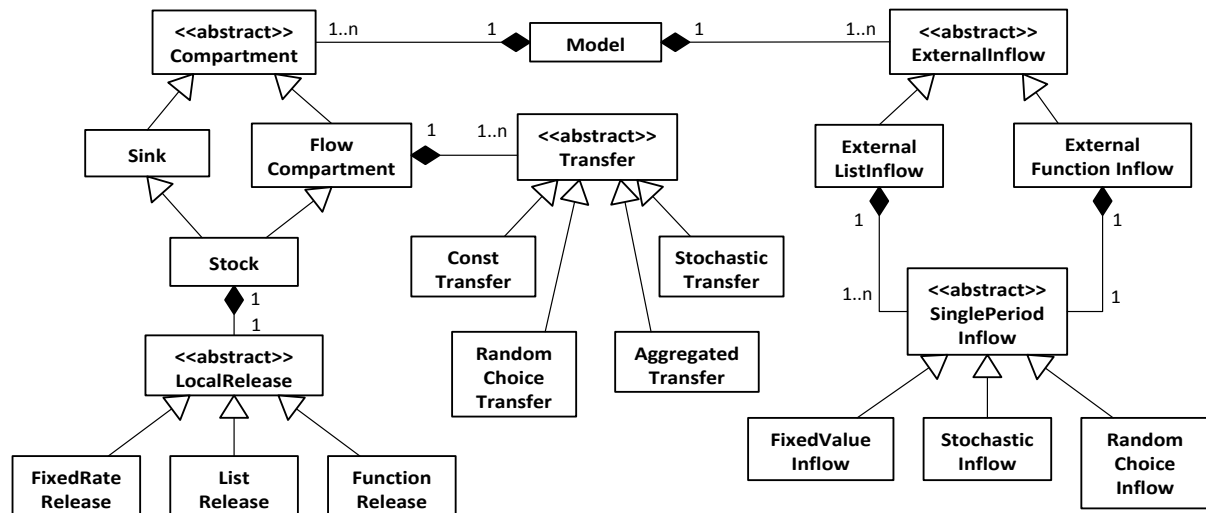 <<abstract>>
Compartment
1..n
1
Model
1
1..n
<<abstract>>
ExternalInflow
Sink
Flow
Compartment
1
1..n
<<abstract>>
Transfer
External
ListInflow
External
Function Inflow
1
1
Stock
1
1
Const
Transfer
Stochastic
Transfer
1..n
1
<<abstract>>
SinglePeriod
Inflow
<<abstract>>
LocalRelease
Random
Choice
Transfer
Aggregated
Transfer
FixedRate
Release
List
Release
Function
Release
FixedValue
Inflow
Stochastic
Inflow
Random
Choice
Inflow